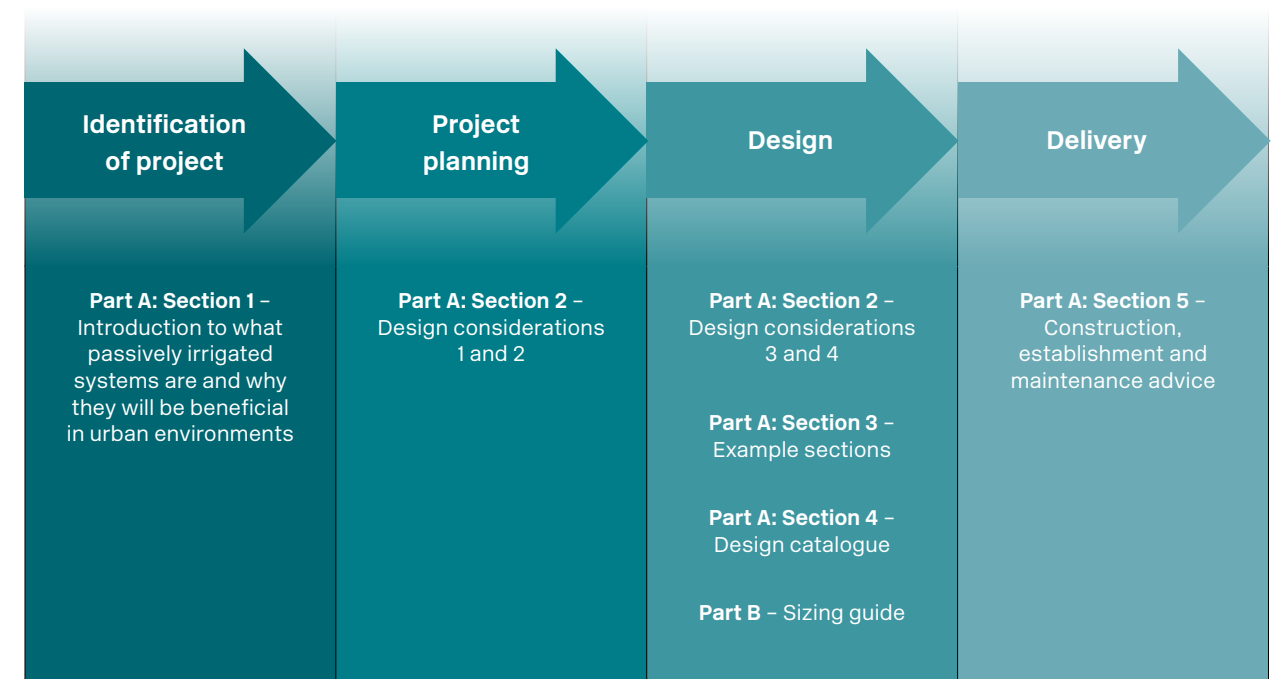 Identification
of project
Project
planning
Design
Delivery
Part A: Section 1 –
Introduction to what
passively irrigated
systems are and why
they will be beneficial
in urban environments
Part A: Section 2 –
Design considerations
1 and 2
Part A: Section 2 –
Design considerations
3 and 4
Part A: Section 3 –
Example sections
Part A: Section 4 –
Design catalogue
Part B – Sizing guide
Part A: Section 5 –
Construction,
establishment and
maintenance advice